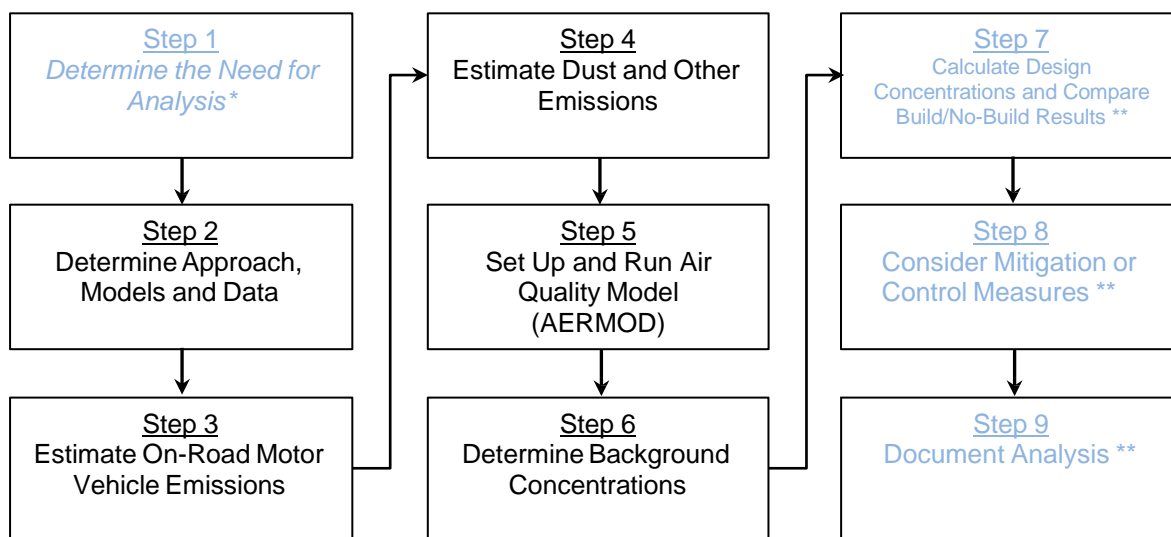 Step 1
Determine the Need for
Analysis*
Step 2
Determine Approach,
Models and Data
Step 3
Estimate On-Road Motor
Vehicle Emissions
Step 4
Estimate Dust and Other
Emissions
Step 5
Set Up and Run Air
Quality Model
(AERMOD)
Step 6
Determine Background
Concentrations
Step 7
Calculate Design
Concentrations and Compare
Build/No-Build Results **
Step 8
Consider Mitigation or
Control Measures **
Step 9
Document Analysis **